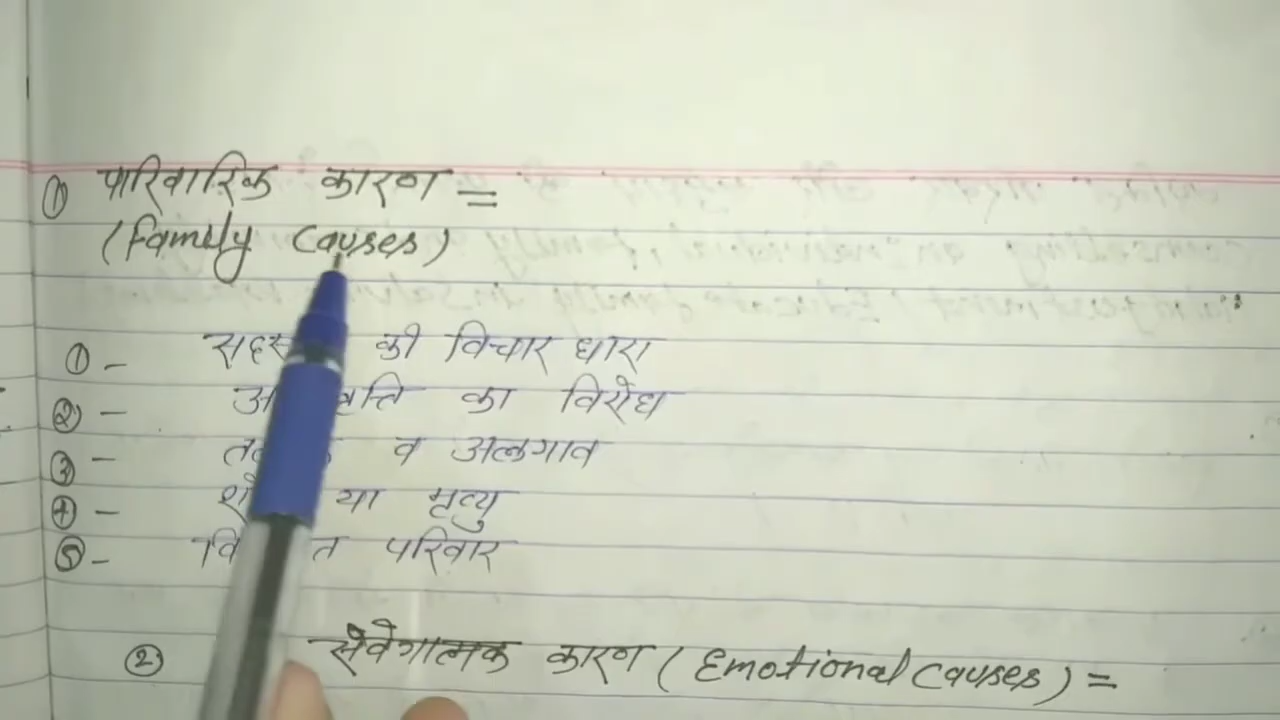 ① पारिवारिक कारण =
(Family Causes)
① - की विचार धारा
② - का विरोध
③ - व अलगाव
④ - या मृत्यु
⑤ - परिवार
② संवेगात्मक कारण (Emotional Causes) =